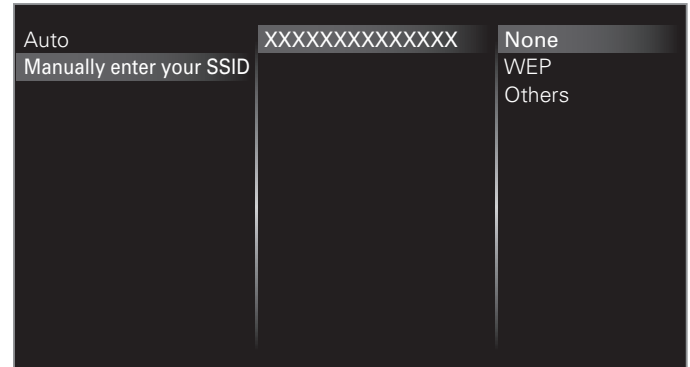 Auto
Manually enter your SSID
XXXXXXXXXXXXXX
None
WEP
Others